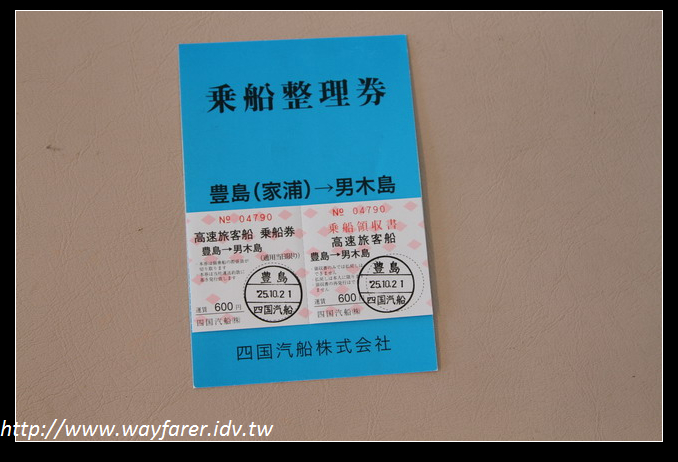 乗船整理券
豊島(家浦)→男木島
№ 04790
高速旅客船 乗船券
豊島→男木島
(通用当日限り)
豊島
'25.10.21
四国汽船
運賃 600円
四国汽船㈱
№ 04790
乗船領収書
高速旅客船
豊島→男木島
豊島
'25.10.21
四国汽船
運賃 600
四国汽船㈱
四国汽船株式会社
http://www.wayfarer.idv.tw